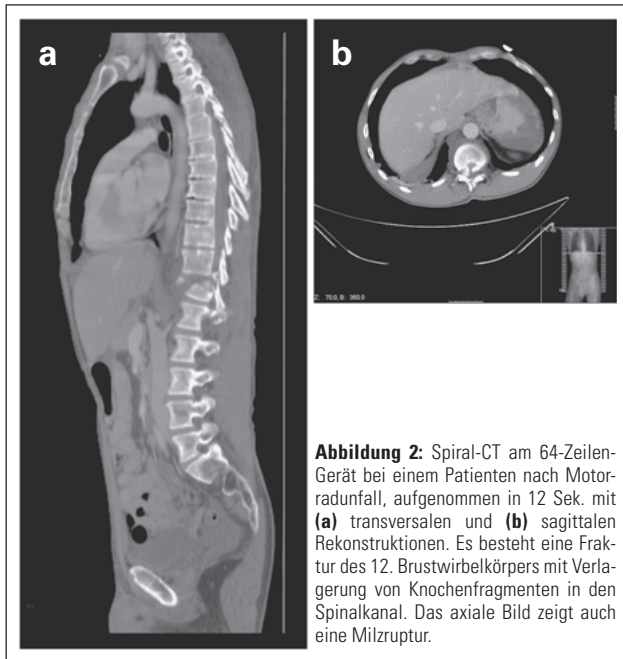 a
b
Z: 70.0, B: 360.0
Abbildung 2: Spiral-CT am 64-Zeilen-
Gerät bei einem Patienten nach Motor-
radunfall, aufgenommen in 12 Sek. mit
(a) transversalen und (b) sagittalen
Rekonstruktionen. Es besteht eine Frak-
tur des 12. Brustwirbelkörpers mit Verla-
gerung von Knochenfragmenten in den
Spinalkanal. Das axiale Bild zeigt auch
eine Milzruptur.